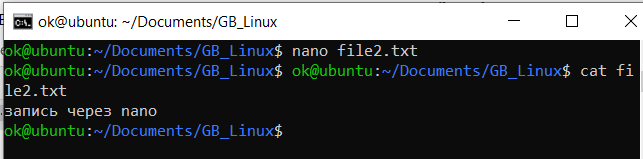 ok@ubuntu: ~/Documents/GB_Linux
ok@ubuntu:~/Documents/GB_Linux$ nano file2.txt
ok@ubuntu:~/Documents/GB_Linux$ ok@ubuntu:~/Documents/GB_Linux$ cat fi
le2.txt
запись через nano
ok@ubuntu:~/Documents/GB_Linux$